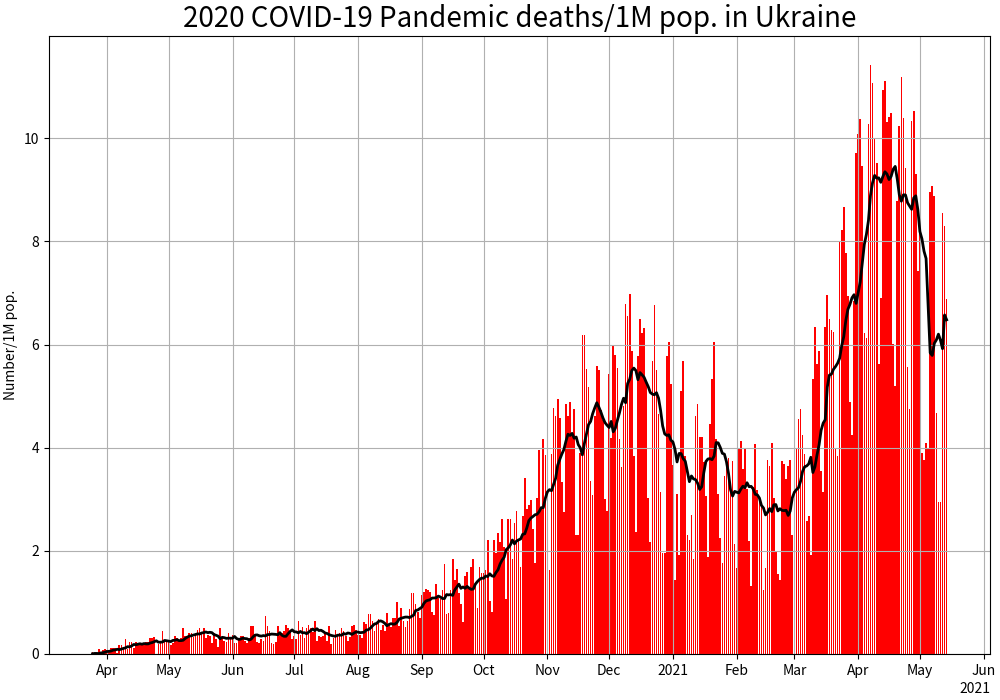 2020 COVID-19 Pandemic deaths/1M pop. in Ukraine
Number/1M pop.
10
8
6
4
2
0
Apr May Jun Jul Aug Sep Oct Nov Dec 2021 Feb Mar Apr May Jun
2021